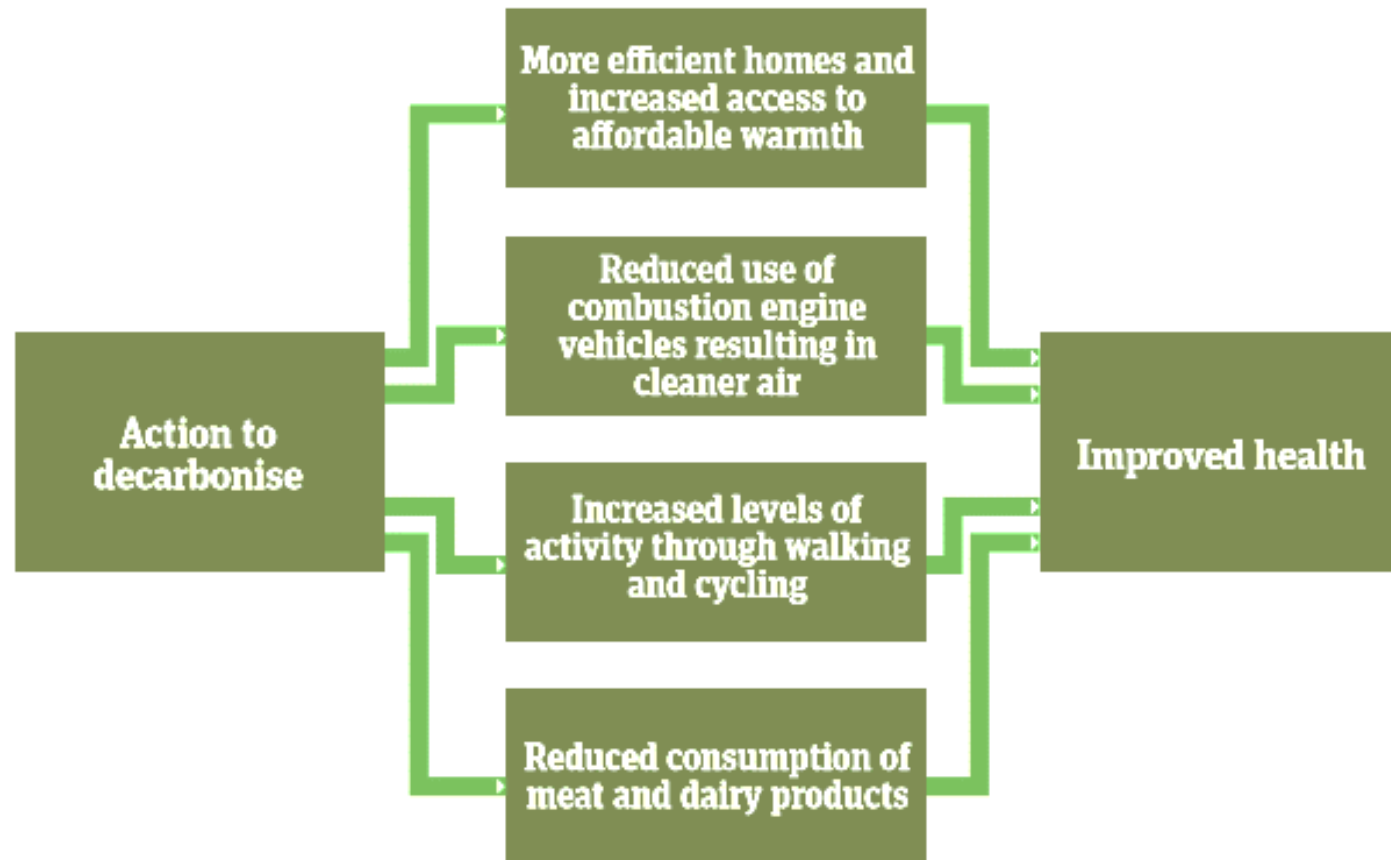 More efficient homes and
increased access to
affordable warmth
Reduced use of
combustion engine
vehicles resulting in
cleaner air
Action to
decarbonise
Improved health
Increased levels of
activity through walking
and cycling
Reduced consumption of
meat and dairy products